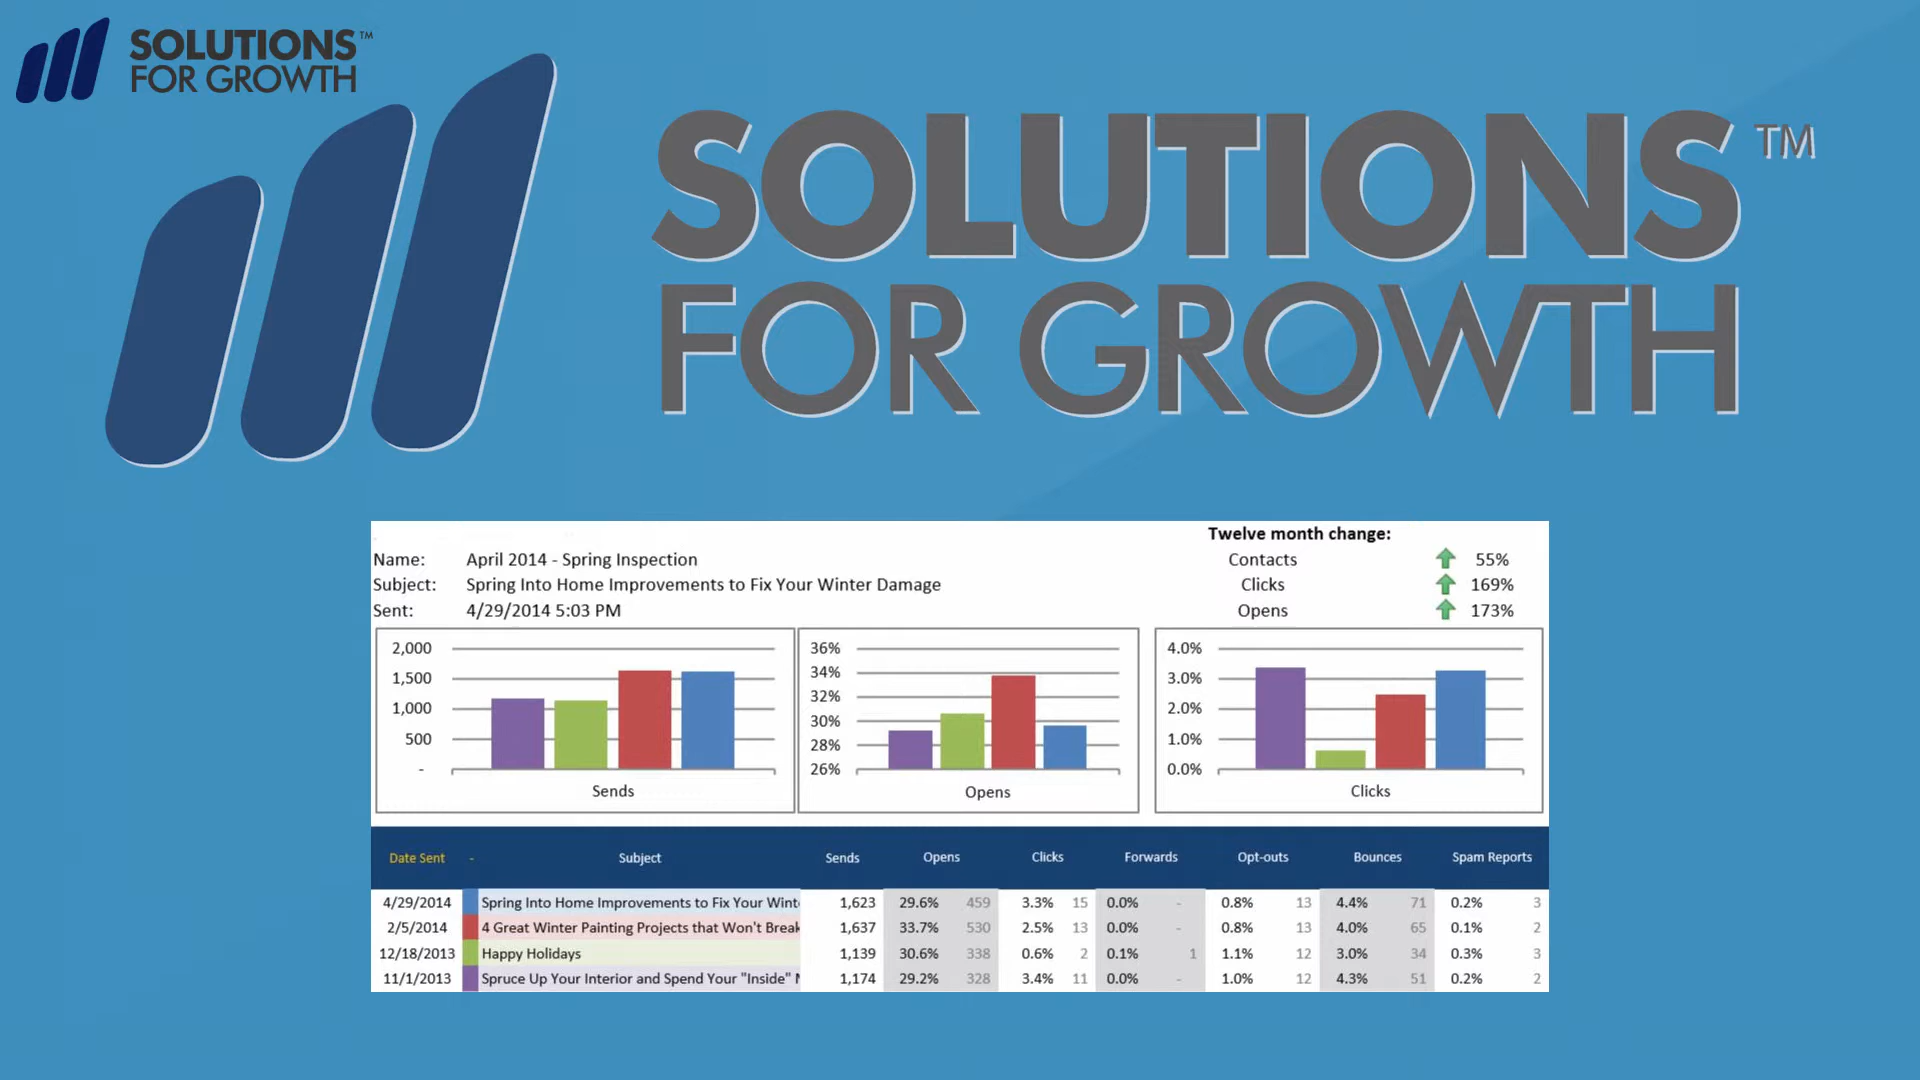 SOLUTIONS™
FOR GROWTH
SOLUTIONS™
FOR GROWTH
Twelve month change:
Name: April 2014 - Spring Inspection Contacts 55%
Subject: Spring Into Home Improvements to Fix Your Winter Damage Clicks 169%
Sent: 4/29/2014 5:03 PM Opens 173%
2,000
1,500
1,000
500
-
Sends
36%
34%
32%
30%
28%
26%
Opens
4.0%
3.0%
2.0%
1.0%
0.0%
Clicks
Date Sent - Subject Sends Opens Clicks Forwards Opt-outs Bounces Spam Reports
4/29/2014 Spring Into Home Improvements to Fix Your Wint 1,623 29.6% 459 3.3% 15 0.0% - 0.8% 13 4.4% 71 0.2% 3
2/5/2014 4 Great Winter Painting Projects that Won't Break 1,637 33.7% 530 2.5% 13 0.0% - 0.8% 13 4.0% 65 0.1% 2
12/18/2013 Happy Holidays 1,139 30.6% 338 0.6% 2 0.1% 1 1.1% 12 3.0% 34 0.3% 3
11/1/2013 Spruce Up Your Interior and Spend Your "Inside" 1,174 29.2% 328 3.4% 11 0.0% - 1.0% 12 4.3% 51 0.2% 2